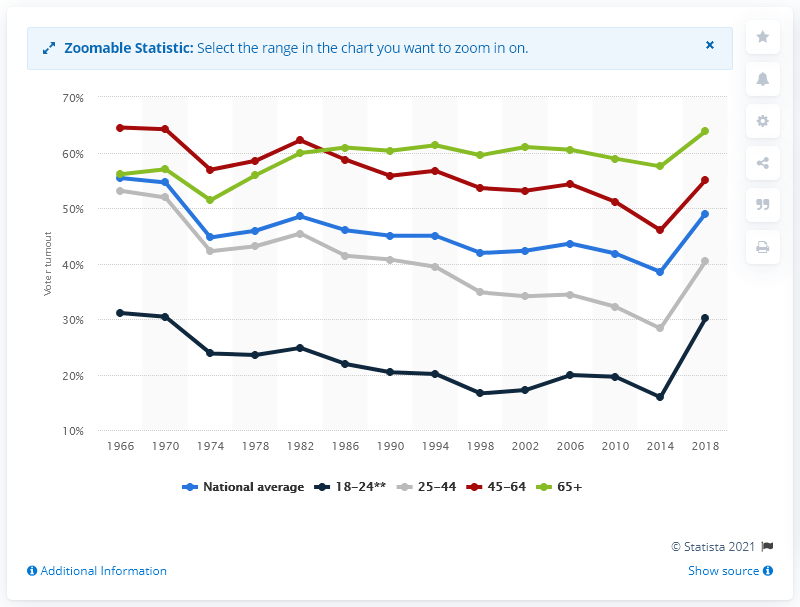 Zoomable Statistic: Select the range in the chart you want to zoom in on.
70%
60%
50%
40%
30%
20%
10%
Voter turnout
1966 1970 1974 1978 1982 1986 1990 1994 1998 2002 2006 2010 2014 2018
National average 18–24** 25–44 45–64 65+
© Statista 2021
Additional Information Show source